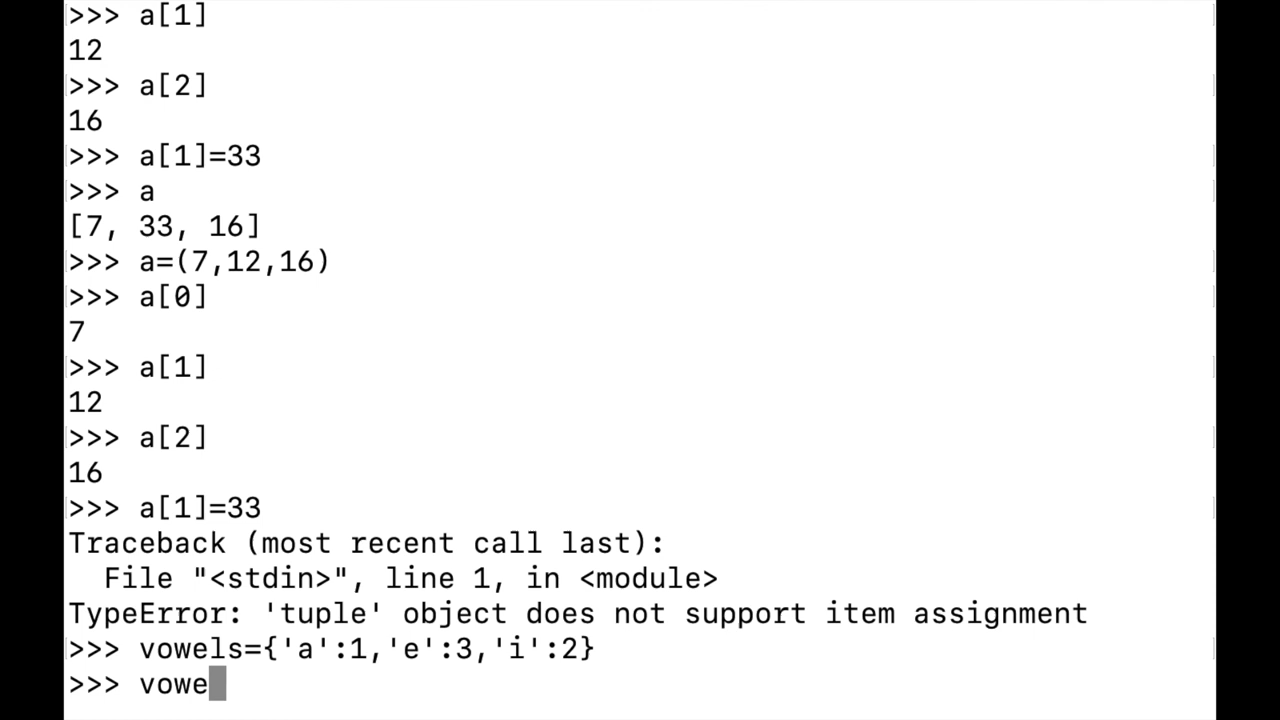 >>> a[1]
12
>>> a[2]
16
>>> a[1]=33
>>> a
[7, 33, 16]
>>> a=(7,12,16)
>>> a[0]
7
>>> a[1]
12
>>> a[2]
16
>>> a[1]=33
Traceback (most recent call last):
  File "<stdin>", line 1, in <module>
TypeError: 'tuple' object does not support item assignment
>>> vowels={'a':1,'e':3,'i':2}
>>> vowe